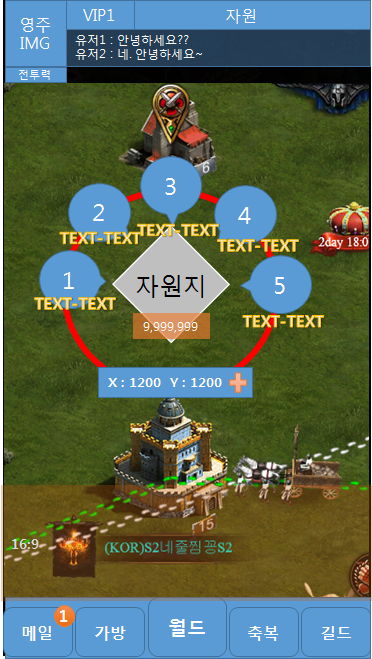 영주
IMG
VIP1
자원
유저1 : 안녕하세요??
유저2 : 네. 안녕하세요~
전투력
6
3
TEXT-TEXT
2
TEXT-TEXT
4
TEXT-TEXT
2day 18:0
1
TEXT-TEXT
자원지
5
TEXT-TEXT
9,999,999
X : 1200 Y : 1200
15
16:9
(KOR)S2네줄찜꽁S2
메일
1
가방
월드
축복
길드